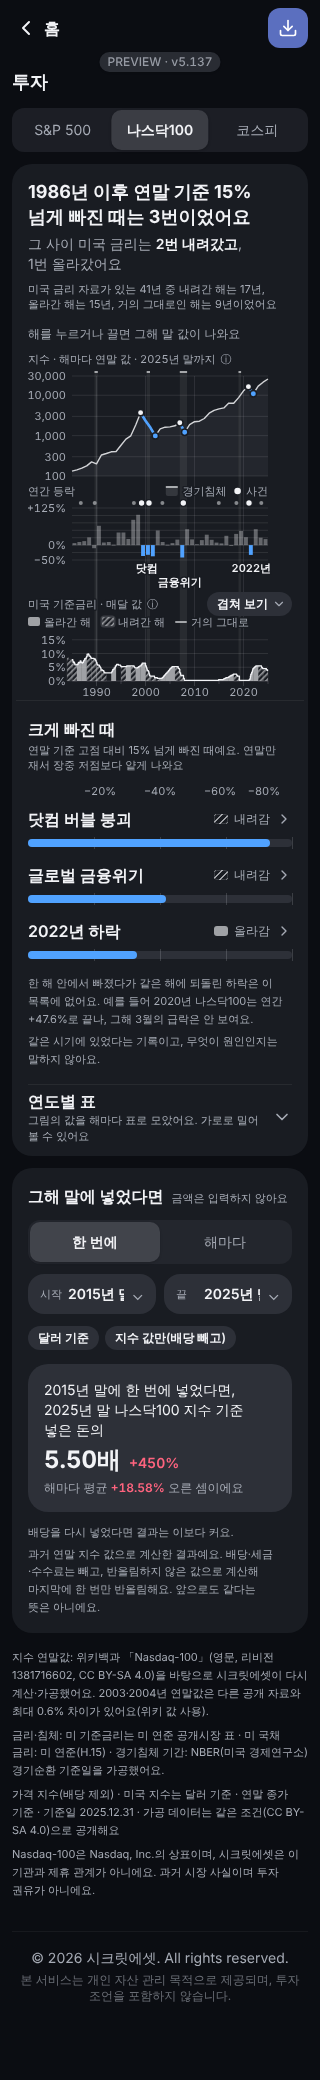 홈
PREVIEW · v5.137
투자
S&P 500
나스닥100
코스피
1986년 이후 연말 기준 15%
넘게 빠진 때는 3번이었어요
그 사이 미국 금리는 2번 내려갔고,
1번 올라갔어요
미국 금리 자료가 있는 41년 중 내려간 해는 17년,
올라간 해는 15년, 거의 그대로인 해는 9년이었어요
해를 누르거나 끌면 그해 말 값이 나와요
지수 · 해마다 연말 값 · 2025년 말까지 ⓘ
30,000
10,000
3,000
1,000
300
100
연간 등락
경기침체
사건
+125%
0%
−50%
닷컴
2022년
금융위기
미국 기준금리 · 매달 값 ⓘ
겹쳐 보기
올라간 해
내려간 해
거의 그대로
15%
10%
5%
0%
1990
2000
2010
2020
크게 빠진 때
연말 기준 고점 대비 15% 넘게 빠진 때예요. 연말만
재서 장중 저점보다 얕게 나와요
−20%
−40%
−60%
−80%
닷컴 버블 붕괴
내려감
글로벌 금융위기
내려감
2022년 하락
올라감
한 해 안에서 빠졌다가 같은 해에 되돌린 하락은 이
목록에 없어요. 예를 들어 2020년 나스닥100는 연간
+47.6%로 끝나, 그해 3월의 급락은 안 보여요.
같은 시기에 있었다는 기록이고, 무엇이 원인인지는
말하지 않아요.
연도별 표
그림의 값을 해마다 표로 모았어요. 가로로 밀어
볼 수 있어요
그해 말에 넣었다면
금액은 입력하지 않아요
한 번에
해마다
시작
2015년
끝
2025년
달러 기준
지수 값만(배당 빼고)
2015년 말에 한 번에 넣었다면,
2025년 말 나스닥100 지수 기준
넣은 돈의
5.50배 +450%
해마다 평균 +18.58% 오른 셈이에요
배당을 다시 넣었다면 결과는 이보다 커요.
과거 연말 지수 값으로 계산한 결과예요. 배당·세금
·수수료는 빼고, 반올림하지 않은 값으로 계산해
마지막에 한 번만 반올림해요. 앞으로도 같다는
뜻은 아니에요.
지수 연말값: 위키백과 「Nasdaq-100」(영문, 리비전
1381716602, CC BY-SA 4.0)을 바탕으로 시크릿에셋이 다시
계산·가공했어요. 2003·2004년 연말값은 다른 공개 자료와
최대 0.6% 차이가 있어요(위키 값 사용).
금리·침체: 미 기준금리는 미 연준 공개시장 표 · 미 국채
금리: 미 연준(H.15) · 경기침체 기간: NBER(미국 경제연구소)
경기순환 기준일을 가공했어요.
가격 지수(배당 제외) · 미국 지수는 달러 기준 · 연말 종가
기준 · 기준일 2025.12.31 · 가공 데이터는 같은 조건(CC BY-
SA 4.0)으로 공개해요
Nasdaq-100은 Nasdaq, Inc.의 상표이며, 시크릿에셋은 이
기관과 제휴 관계가 아니에요. 과거 시장 사실이며 투자
권유가 아니에요.
© 2026 시크릿에셋. All rights reserved.
본 서비스는 개인 자산 관리 목적으로 제공되며, 투자
조언을 포함하지 않습니다.